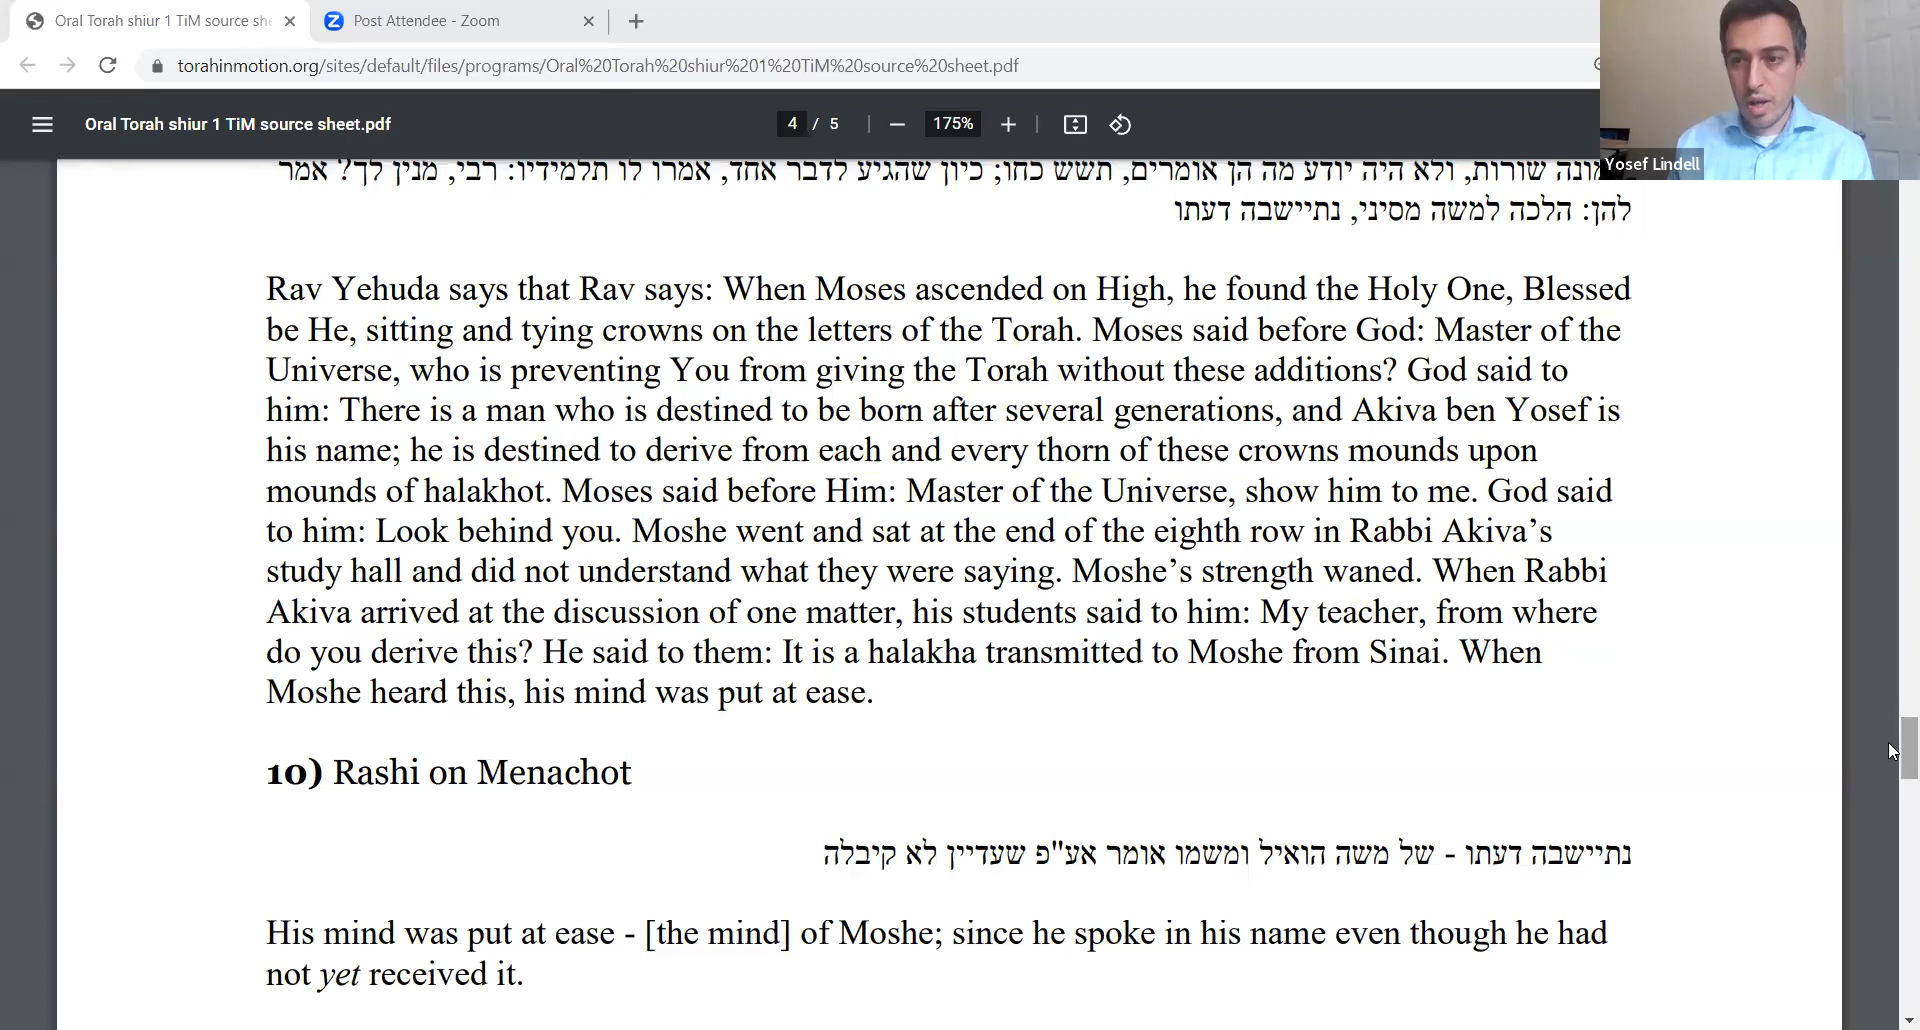 Oral Torah shiur 1 TiM source she
Post Attendee - Zoom
torahinmotion.org/sites/default/files/programs/Oral%20Torah%20shiur%201%20TiM%20source%20sheet.pdf
Oral Torah shiur 1 TiM source sheet.pdf
4 / 5
175%
Yosef Lindell
שורות, ולא היה יודע מה הן אומרים, תשש כחו; כיון שהגיע לדבר אחד, אמרו לו תלמידיו: רבי, מנין לך? אמר
להן: הלכה למשה מסיני, נתיישבה דעתו
Rav Yehuda says that Rav says: When Moses ascended on High, he found the Holy One, Blessed
be He, sitting and tying crowns on the letters of the Torah. Moses said before God: Master of the
Universe, who is preventing You from giving the Torah without these additions? God said to
him: There is a man who is destined to be born after several generations, and Akiva ben Yosef is
his name; he is destined to derive from each and every thorn of these crowns mounds upon
mounds of halakhot. Moses said before Him: Master of the Universe, show him to me. God said
to him: Look behind you. Moshe went and sat at the end of the eighth row in Rabbi Akiva’s
study hall and did not understand what they were saying. Moshe’s strength waned. When Rabbi
Akiva arrived at the discussion of one matter, his students said to him: My teacher, from where
do you derive this? He said to them: It is a halakha transmitted to Moshe from Sinai. When
Moshe heard this, his mind was put at ease.
10) Rashi on Menachot
נתיישבה דעתו - של משה הואיל ומשמו אומר אע"פ שעדיין לא קיבלה
His mind was put at ease - [the mind] of Moshe; since he spoke in his name even though he had
not yet received it.